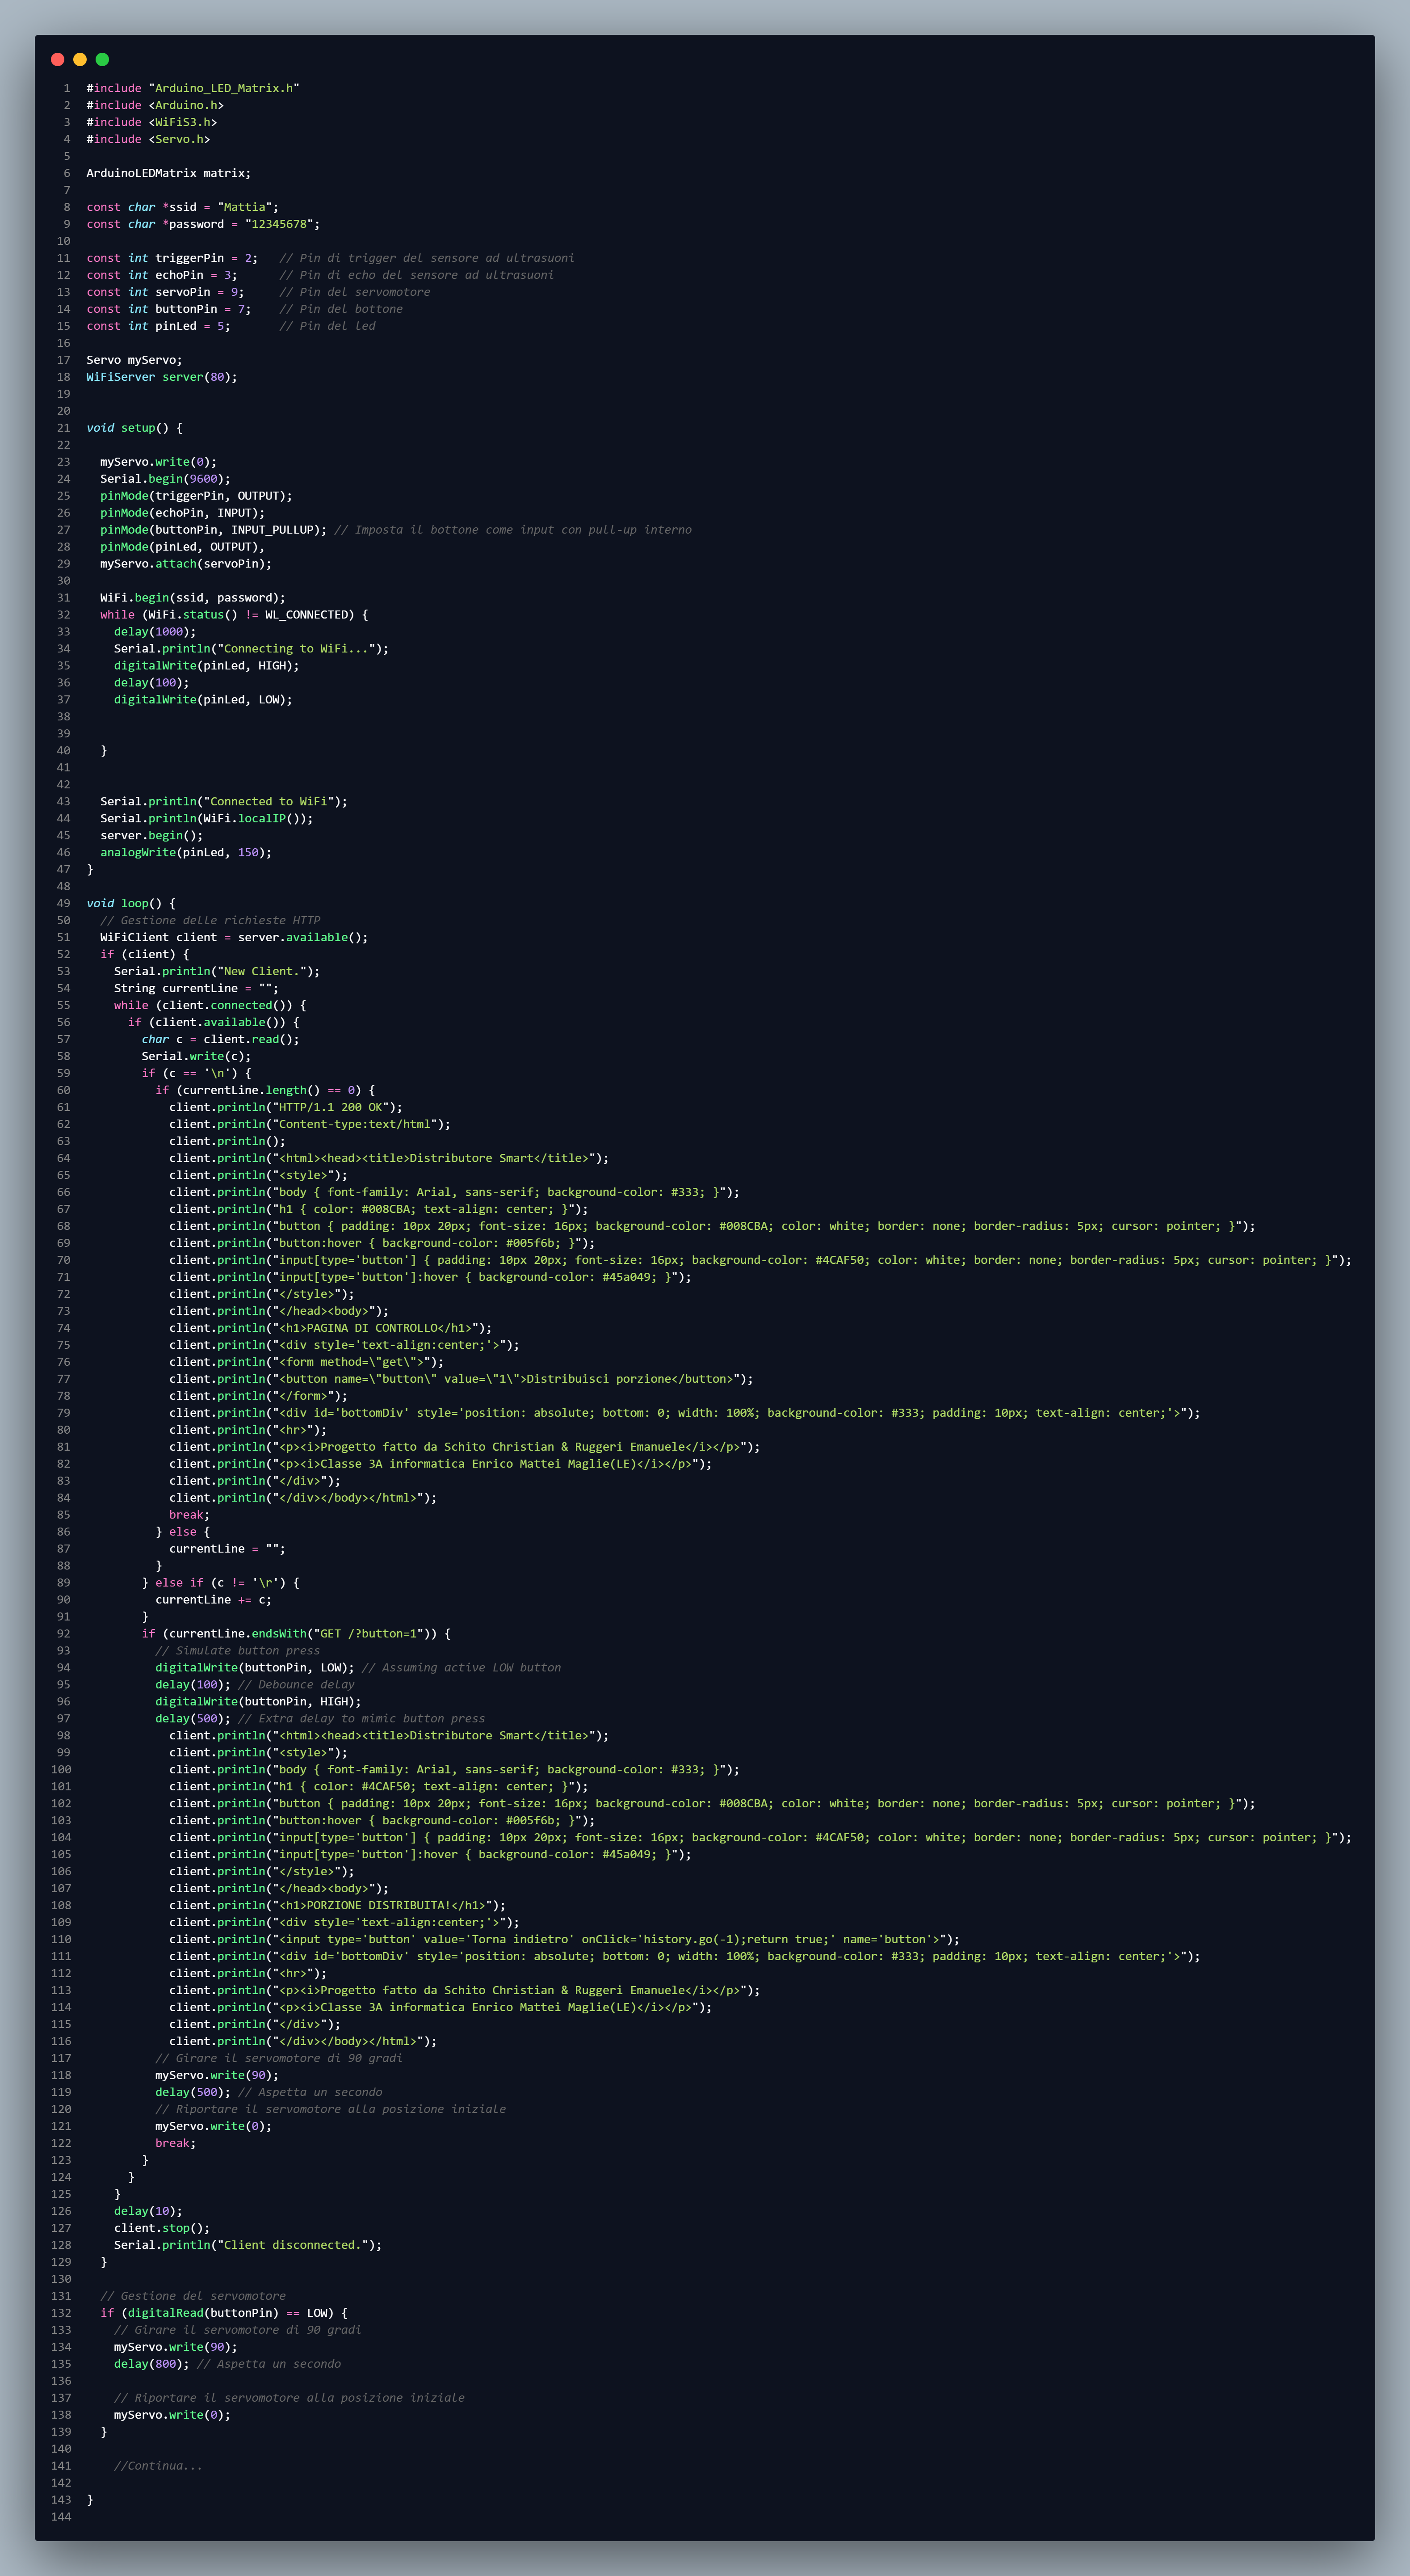 1 #include "Arduino_LED_Matrix.h"
2 #include <Arduino.h>
3 #include <WiFiS3.h>
4 #include <Servo.h>
5
6 ArduinoLEDMatrix matrix;
7
8 const char *ssid = "Mattia";
9 const char *password = "12345678";
10
11 const int triggerPin = 2;   // Pin di trigger del sensore ad ultrasuoni
12 const int echoPin = 3;      // Pin di echo del sensore ad ultrasuoni
13 const int servoPin = 9;     // Pin del servomotore
14 const int buttonPin = 7;    // Pin del bottone
15 const int pinLed = 5;       // Pin del led
16
17 Servo myServo;
18 WiFiServer server(80);
19
20
21 void setup() {
22
23   myServo.write(0);
24   Serial.begin(9600);
25   pinMode(triggerPin, OUTPUT);
26   pinMode(echoPin, INPUT);
27   pinMode(buttonPin, INPUT_PULLUP); // Imposta il bottone come input con pull-up interno
28   pinMode(pinLed, OUTPUT),
29   myServo.attach(servoPin);
30
31   WiFi.begin(ssid, password);
32   while (WiFi.status() != WL_CONNECTED) {
33     delay(1000);
34     Serial.println("Connecting to WiFi...");
35     digitalWrite(pinLed, HIGH);
36     delay(100);
37     digitalWrite(pinLed, LOW);
38
39
40   }
41
42
43   Serial.println("Connected to WiFi");
44   Serial.println(WiFi.localIP());
45   server.begin();
46   analogWrite(pinLed, 150);
47 }
48
49 void loop() {
50   // Gestione delle richieste HTTP
51   WiFiClient client = server.available();
52   if (client) {
53     Serial.println("New Client.");
54     String currentLine = "";
55     while (client.connected()) {
56       if (client.available()) {
57         char c = client.read();
58         Serial.write(c);
59         if (c == '\n') {
60           if (currentLine.length() == 0) {
61             client.println("HTTP/1.1 200 OK");
62             client.println("Content-type:text/html");
63             client.println();
64             client.println("<html><head><title>Distributore Smart</title>");
65             client.println("<style>");
66             client.println("body { font-family: Arial, sans-serif; background-color: #333; }");
67             client.println("h1 { color: #008CBA; text-align: center; }");
68             client.println("button { padding: 10px 20px; font-size: 16px; background-color: #008CBA; color: white; border: none; border-radius: 5px; cursor: pointer; }");
69             client.println("button:hover { background-color: #005f6b; }");
70             client.println("input[type='button'] { padding: 10px 20px; font-size: 16px; background-color: #4CAF50; color: white; border: none; border-radius: 5px; cursor: pointer; }");
71             client.println("input[type='button']:hover { background-color: #45a049; }");
72             client.println("</style>");
73             client.println("</head><body>");
74             client.println("<h1>PAGINA DI CONTROLLO</h1>");
75             client.println("<div style='text-align:center;'>");
76             client.println("<form method=\"get\">");
77             client.println("<button name=\"button\" value=\"1\">Distribuisci porzione</button>");
78             client.println("</form>");
79             client.println("<div id='bottomDiv' style='position: absolute; bottom: 0; width: 100%; background-color: #333; padding: 10px; text-align: center;'>");
80             client.println("<hr>");
81             client.println("<p><i>Progetto fatto da Schito Christian & Ruggeri Emanuele</i></p>");
82             client.println("<p><i>Classe 3A informatica Enrico Mattei Maglie(LE)</i></p>");
83             client.println("</div>");
84             client.println("</div></body></html>");
85             break;
86           } else {
87             currentLine = "";
88           }
89         } else if (c != '\r') {
90           currentLine += c;
91         }
92         if (currentLine.endsWith("GET /?button=1")) {
93           // Simulate button press
94           digitalWrite(buttonPin, LOW); // Assuming active LOW button
95           delay(100); // Debounce delay
96           digitalWrite(buttonPin, HIGH);
97           delay(500); // Extra delay to mimic button press
98             client.println("<html><head><title>Distributore Smart</title>");
99             client.println("<style>");
100             client.println("body { font-family: Arial, sans-serif; background-color: #333; }");
101             client.println("h1 { color: #4CAF50; text-align: center; }");
102             client.println("button { padding: 10px 20px; font-size: 16px; background-color: #008CBA; color: white; border: none; border-radius: 5px; cursor: pointer; }");
103             client.println("button:hover { background-color: #005f6b; }");
104             client.println("input[type='button'] { padding: 10px 20px; font-size: 16px; background-color: #4CAF50; color: white; border: none; border-radius: 5px; cursor: pointer; }");
105             client.println("input[type='button']:hover { background-color: #45a049; }");
106             client.println("</style>");
107             client.println("</head><body>");
108             client.println("<h1>PORZIONE DISTRIBUITA!</h1>");
109             client.println("<div style='text-align:center;'>");
110             client.println("<input type='button' value='Torna indietro' onClick='history.go(-1);return true;' name='button'>");
111             client.println("<div id='bottomDiv' style='position: absolute; bottom: 0; width: 100%; background-color: #333; padding: 10px; text-align: center;'>");
112             client.println("<hr>");
113             client.println("<p><i>Progetto fatto da Schito Christian & Ruggeri Emanuele</i></p>");
114             client.println("<p><i>Classe 3A informatica Enrico Mattei Maglie(LE)</i></p>");
115             client.println("</div>");
116             client.println("</div></body></html>");
117           // Girare il servomotore di 90 gradi
118           myServo.write(90);
119           delay(500); // Aspetta un secondo
120           // Riportare il servomotore alla posizione iniziale
121           myServo.write(0);
122           break;
123         }
124       }
125     }
126     delay(10);
127     client.stop();
128     Serial.println("Client disconnected.");
129   }
130
131   // Gestione del servomotore
132   if (digitalRead(buttonPin) == LOW) {
133     // Girare il servomotore di 90 gradi
134     myServo.write(90);
135     delay(800); // Aspetta un secondo
136
137     // Riportare il servomotore alla posizione iniziale
138     myServo.write(0);
139   }
140
141     //Continua...
142
143 }
144